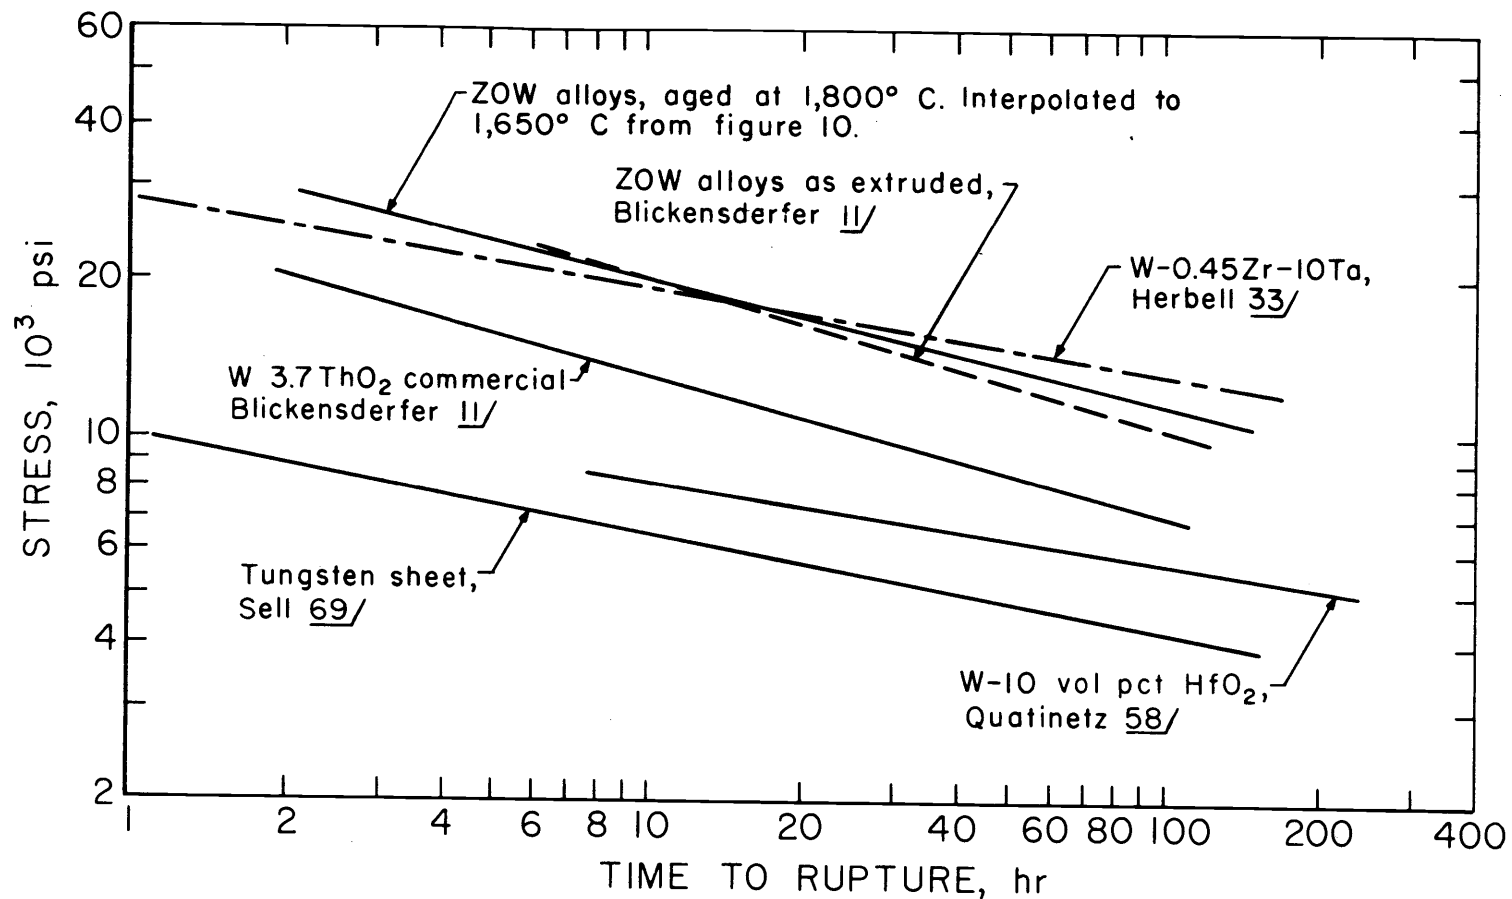 60
40
20
10
8
6
4
2
STRESS, 10³ psi
ZOW alloys, aged at 1,800° C. Interpolated to
1,650° C from figure 10.
ZOW alloys as extruded,
Blickensderfer 11/
W-0.45Zr-10Ta,
Herbell 33/
W 3.7 ThO₂ commercial
Blickensderfer 11/
Tungsten sheet,
Sell 69/
W-10 vol pct HfO₂,
Quatinetz 58/
1 2 4 6 8 10 20 40 60 80 100 200 400
TIME TO RUPTURE, hr